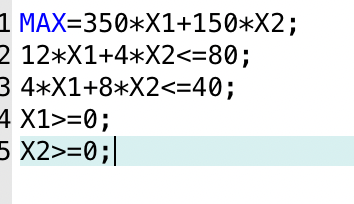 1 MAX=350*X1+150*X2;
2 12*X1+4*X2<=80;
3 4*X1+8*X2<=40;
4 X1>=0;
5 X2>=0;